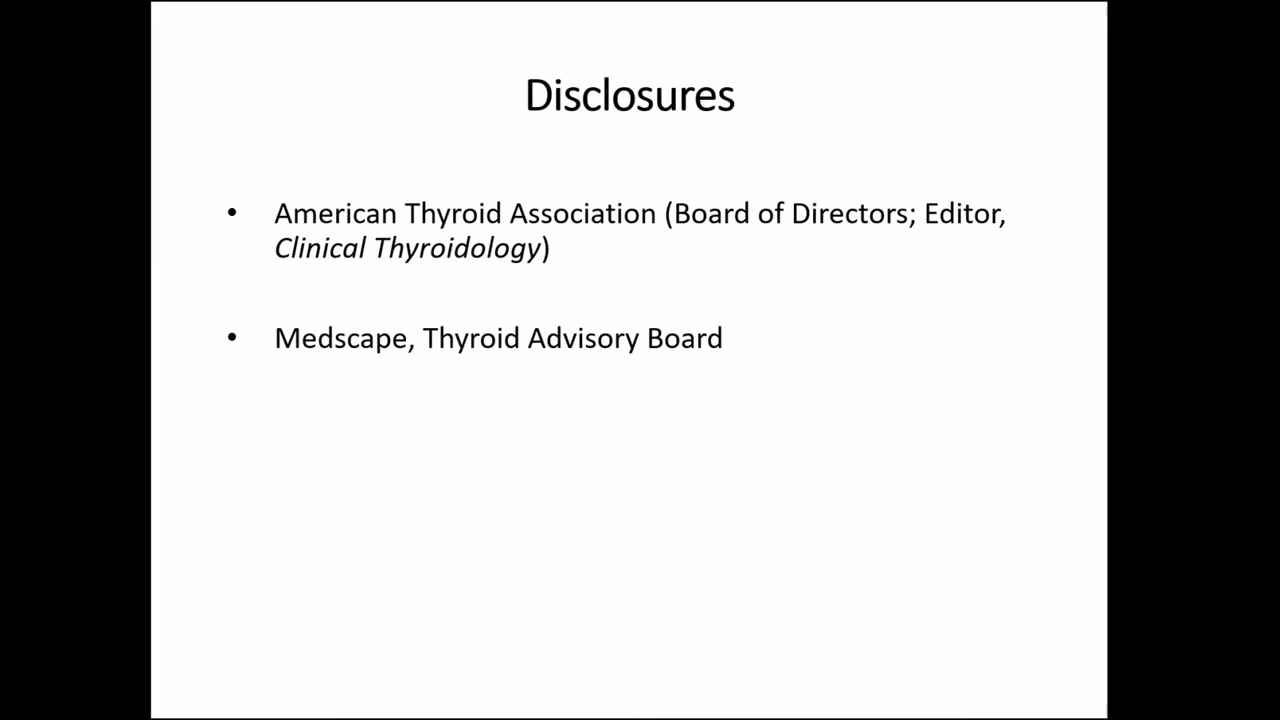 Disclosures
• American Thyroid Association (Board of Directors; Editor,
Clinical Thyroidology)
• Medscape, Thyroid Advisory Board